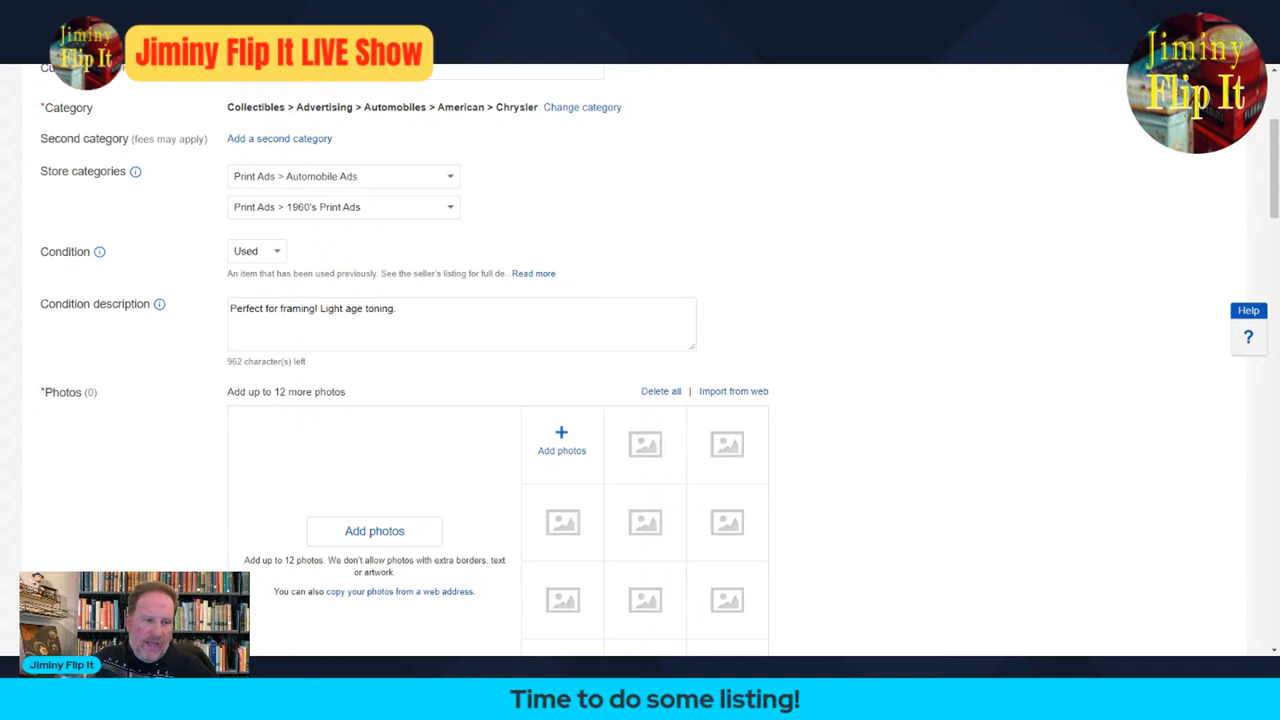 Jiminy
Flip It
Jiminy Flip It LIVE Show
Jiminy
Flip It
*Category
Collectibles > Advertising > Automobiles > American > Chrysler Change category
Second category (fees may apply)
Add a second category
Store categories
Print Ads > Automobile Ads
Print Ads > 1960's Print Ads
Condition
Used
An item that has been used previously. See the seller's listing for full de.. Read more
Condition description
Perfect for framing! Light age toning.
962 character(s) left
Help
?
*Photos (0)
Add up to 12 more photos
Delete all | Import from web
+
Add photos
Add photos
Add up to 12 photos. We don't allow photos with extra borders, text
or artwork.
You can also copy your photos from a web address.
Jiminy Flip It
Time to do some listing!